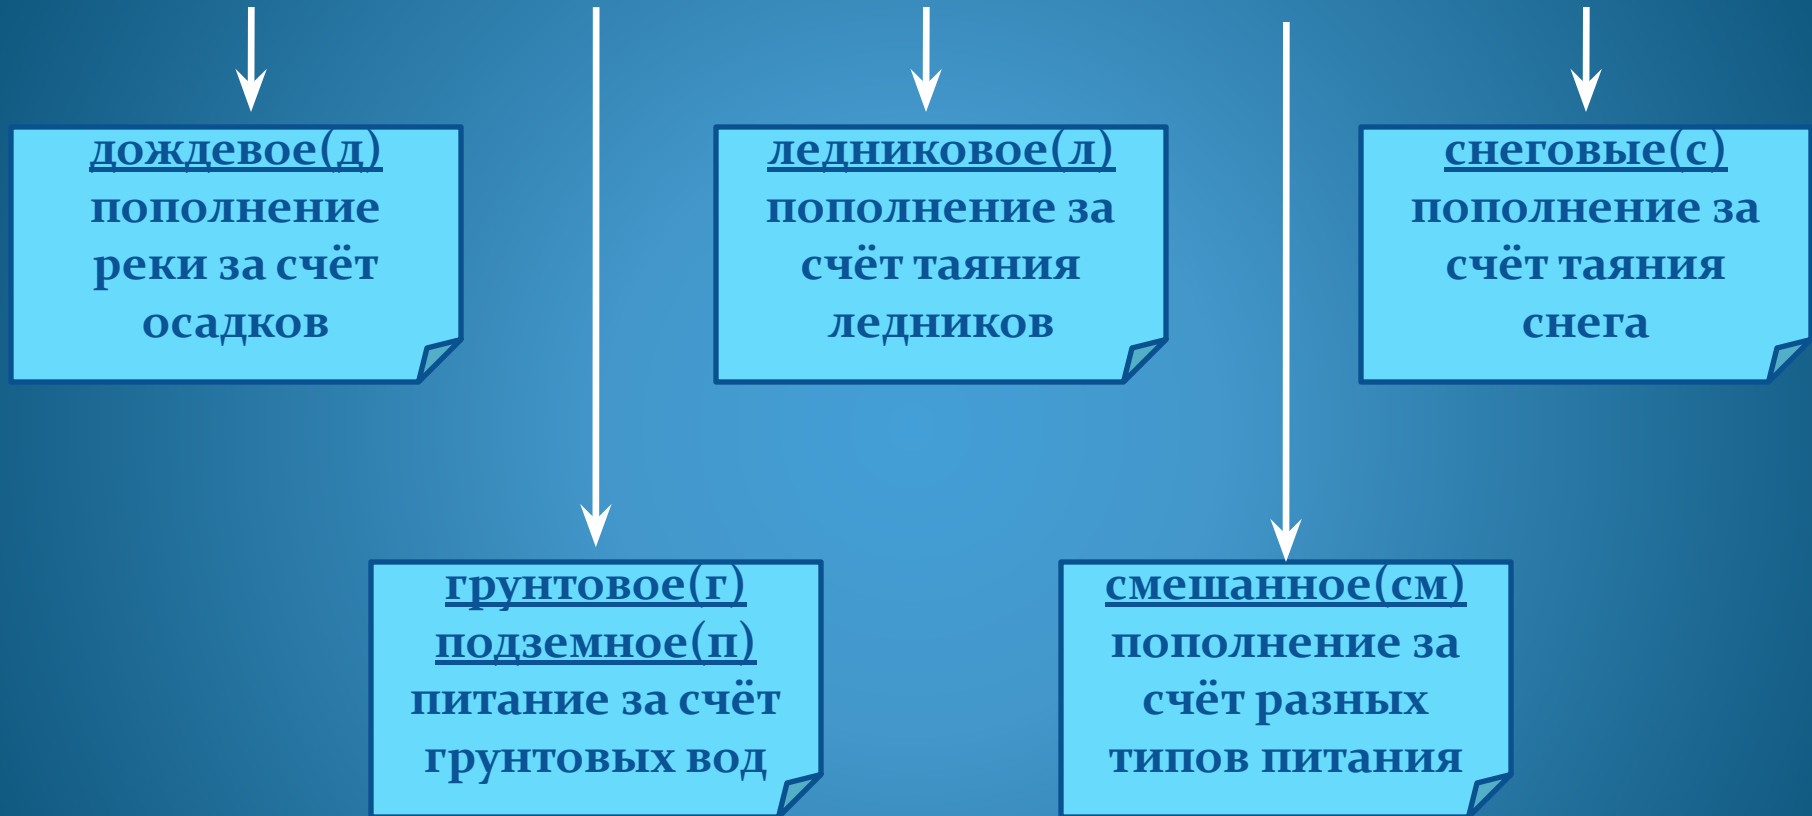 дождевое(д)
пополнение
реки за счёт
осадков
ледниковое(л)
пополнение за
счёт таяния
ледников
снеговые(с)
пополнение за
счёт таяния
снега
грунтовое(г)
подземное(п)
питание за счёт
грунтовых вод
смешанное(см)
пополнение за
счёт разных
типов питания